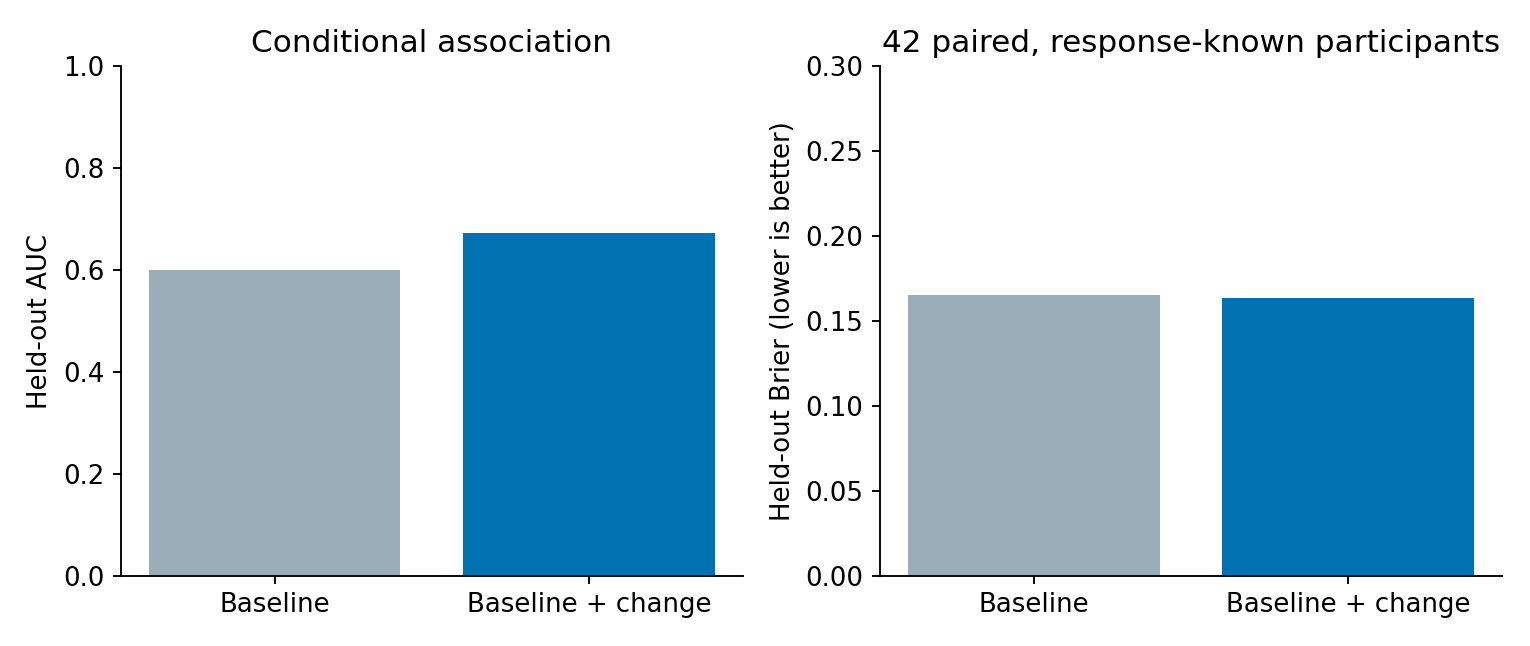 Conditional association
Held-out AUC
1.0
0.8
0.6
0.4
0.2
0.0
Baseline
Baseline + change
42 paired, response-known participants
Held-out Brier (lower is better)
0.30
0.25
0.20
0.15
0.10
0.05
0.00
Baseline
Baseline + change